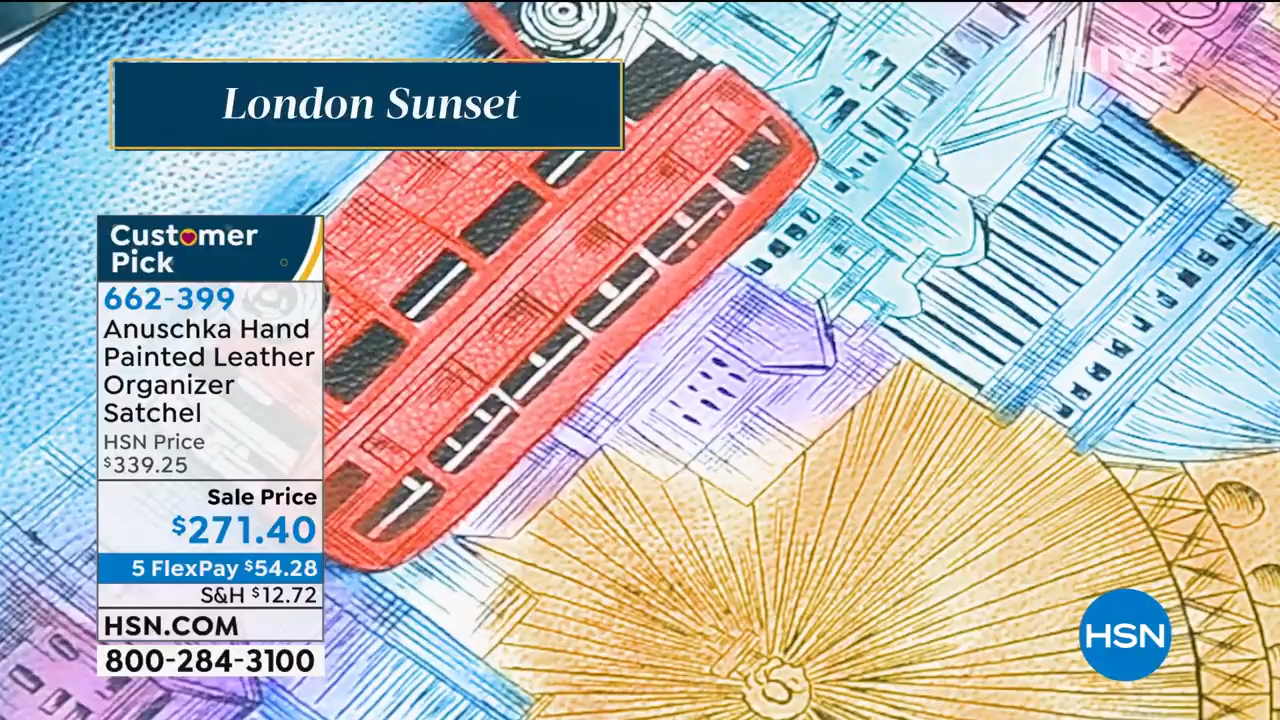 LIVE
London Sunset
Customer
Pick
662-399
Anuschka Hand
Painted Leather
Organizer
Satchel
HSN Price
$339.25
Sale Price
$271.40
5 FlexPay $54.28
S&H $12.72
HSN.COM
800-284-3100
HSN